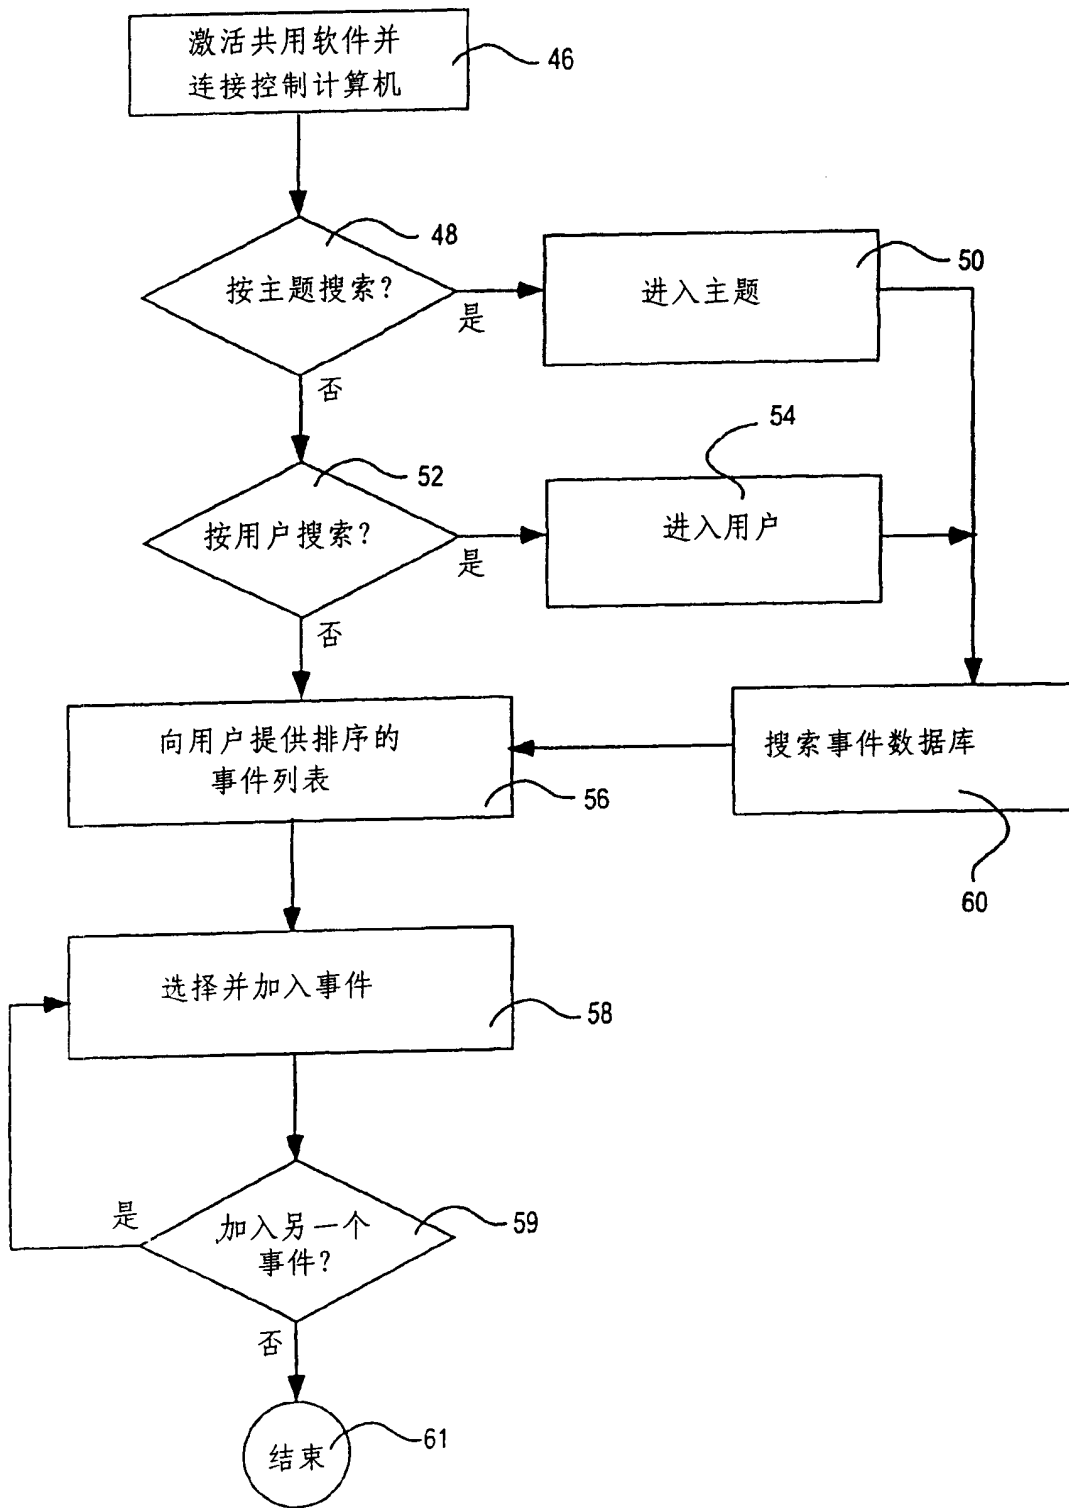 激活共用软件并
连接控制计算机
46
48
按主题搜索?
是
进入主题
50
否
52
54
按用户搜索?
是
进入用户
否
向用户提供排序的
事件列表
56
搜索事件数据库
60
选择并加入事件
58
是
加入另一个
事件?
59
否
结束
61